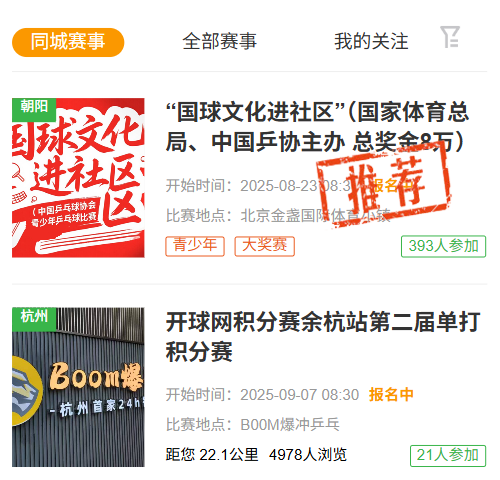 同城赛事
全部赛事
我的关注
朝阳
国球文化
进社区
区
（中国乒乓球协会
青少年乒乓球比赛
“国球文化进社区”（国家体育总
局、中国乒协主办 总奖金8万）
开始时间：2025-08-23 08:3 报名中
推荐
比赛地点：北京金盏国际体育小镇
青少年
大奖赛
393人参加
杭州
Boom爆
-杭州首家24h
开球网积分赛余杭站第二届单打
积分赛
开始时间：2025-09-07 08:30 报名中
比赛地点：B00M爆冲乒乓
距您 22.1公里 4978人浏览
21人参加